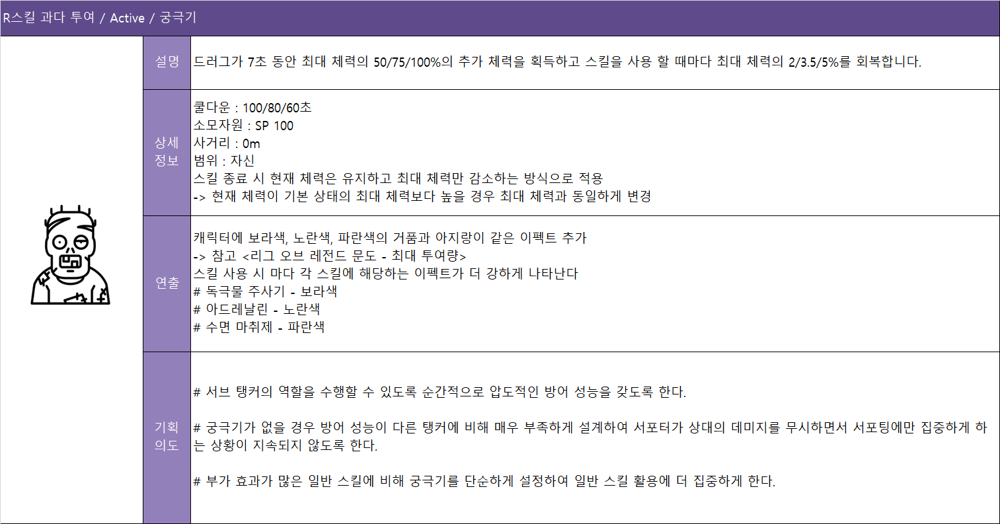 R스킬 과다 투여 / Active / 궁극기
설명
드러그가 7초 동안 최대 체력의 50/75/100%의 추가 체력을 획득하고 스킬을 사용 할 때마다 최대 체력의 2/3.5/5%를 회복합니다.
상세
정보
쿨다운 : 100/80/60초
소모자원 : SP 100
사거리 : 0m
범위 : 자신
스킬 종료 시 현재 체력은 유지하고 최대 체력만 감소하는 방식으로 적용
-> 현재 체력이 기본 상태의 최대 체력보다 높을 경우 최대 체력과 동일하게 변경
연출
캐릭터에 보라색, 노란색, 파란색의 거품과 아지랑이 같은 이펙트 추가
-> 참고 <리그 오브 레전드 문도 - 최대 투여량>
스킬 사용 시 마다 각 스킬에 해당하는 이펙트가 더 강하게 나타난다
# 독극물 주사기 - 보라색
# 아드레날린 - 노란색
# 수면 마취제 - 파란색
기획
의도
# 서브 탱커의 역할을 수행할 수 있도록 순간적으로 압도적인 방어 성능을 갖도록 한다.
# 궁극기가 없을 경우 방어 성능이 다른 탱커에 비해 매우 부족하게 설계하여 서포터가 상대의 데미지를 무시하면서 서포팅에만 집중하게 하
는 상황이 지속되지 않도록 한다.
# 부가 효과가 많은 일반 스킬에 비해 궁극기를 단순하게 설정하여 일반 스킬 활용에 더 집중하게 한다.